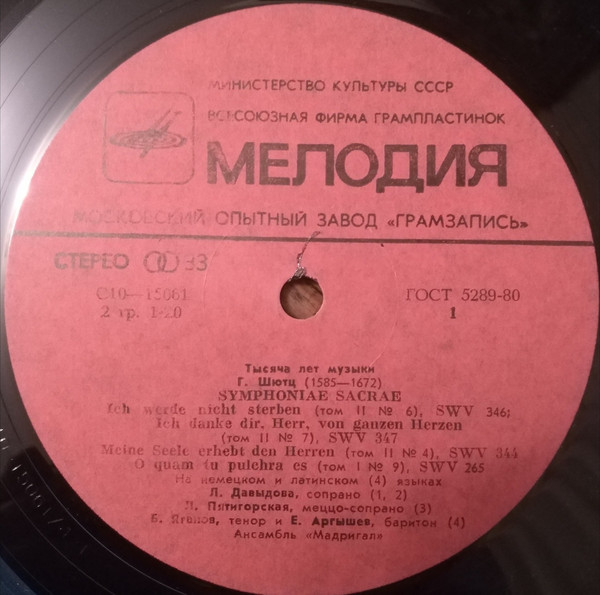 МИНИСТЕРСТВО КУЛЬТУРЫ СССР
ВСЕСОЮЗНАЯ ФИРМА ГРАМПЛАСТИНОК
МЕЛОДИЯ
МОСКОВСКИЙ ОПЫТНЫЙ ЗАВОД «ГРАМЗАПИСЬ»
СТЕРЕО 33
С10—15681 ГОСТ 5289-80
2 гр. 1-20 1
Тысяча лет музыки
Г. Шютц (1585—1672)
SYMPHONIAE SACRAE
Ich werde nicht sterben (том II № 6), SWV 346;
Ich danke dir, Herr, von ganzen Herzen
(том II № 7), SWV 347
Meine Seele erhebt den Herren (том II № 4), SWV 344
O quam tu pulchra es (том I № 9), SWV 265
На немецком и латинском (4) языках
Л. Давыдова, сопрано (1, 2)
Л. Пятигорская, меццо-сопрано (3)
Б. Яганов, тенор и Е. Аргышев, баритон (4)
Ансамбль «Мадригал»